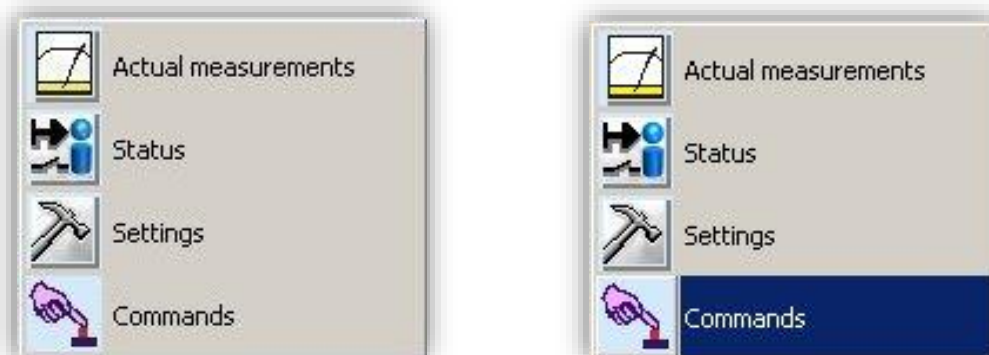 Actual measurements
Status
Settings
Commands
Actual measurements
Status
Settings
Commands